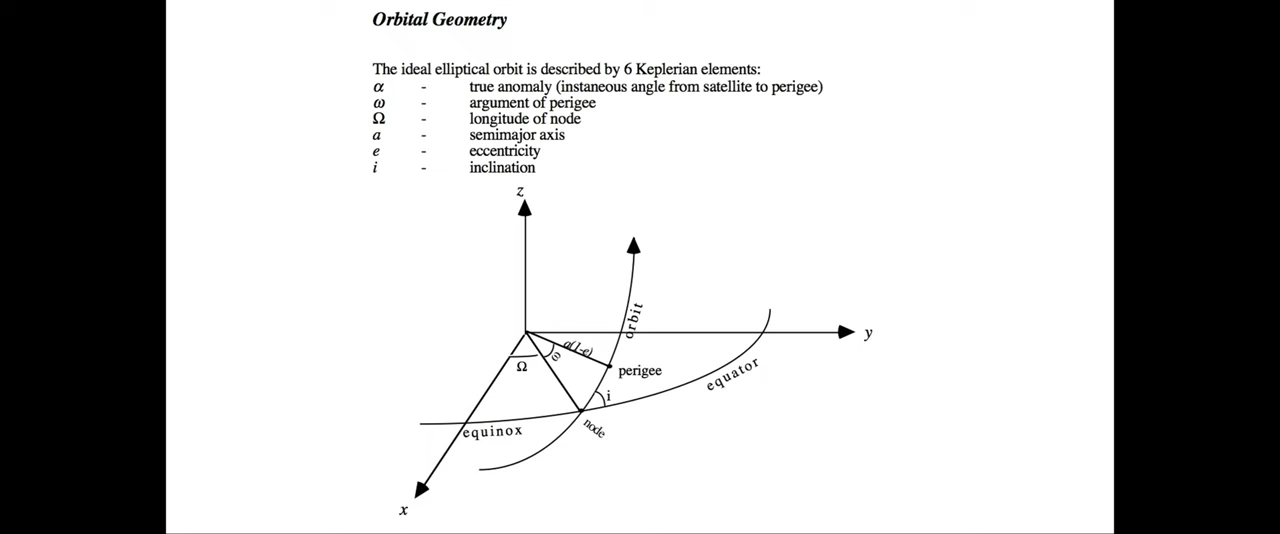 Orbital Geometry
The ideal elliptical orbit is described by 6 Keplerian elements:
α - true anomaly (instaneous angle from satellite to perigee)
ω - argument of perigee
Ω - longitude of node
a - semimajor axis
e - eccentricity
i - inclination
z
orbit
y
a(1-e)
ω
Ω
perigee
equator
i
equinox
node
x